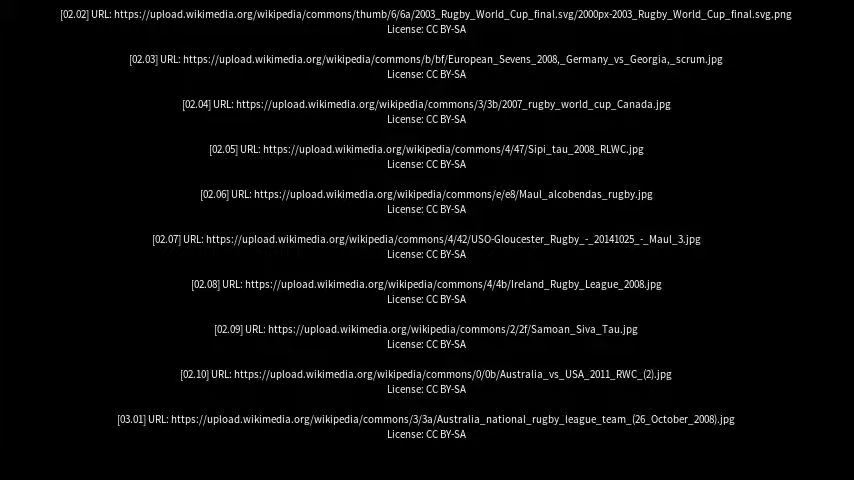 [02.02] URL: https://upload.wikimedia.org/wikipedia/commons/thumb/6/6a/2003_Rugby_World_Cup_final.svg/2000px-2003_Rugby_World_Cup_final.svg.png
License: CC BY-SA
[02.03] URL: https://upload.wikimedia.org/wikipedia/commons/b/bf/European_Sevens_2008,_Germany_vs_Georgia,_scrum.jpg
License: CC BY-SA
[02.04] URL: https://upload.wikimedia.org/wikipedia/commons/3/3b/2007_rugby_world_cup_Canada.jpg
License: CC BY-SA
[02.05] URL: https://upload.wikimedia.org/wikipedia/commons/4/47/Sipi_tau_2008_RLWC.jpg
License: CC BY-SA
[02.06] URL: https://upload.wikimedia.org/wikipedia/commons/e/e8/Maul_alcobendas_rugby.jpg
License: CC BY-SA
[02.07] URL: https://upload.wikimedia.org/wikipedia/commons/4/42/USO-Gloucester_Rugby_-_20141025_-_Maul_3.jpg
License: CC BY-SA
[02.08] URL: https://upload.wikimedia.org/wikipedia/commons/4/4b/Ireland_Rugby_League_2008.jpg
License: CC BY-SA
[02.09] URL: https://upload.wikimedia.org/wikipedia/commons/2/2f/Samoan_Siva_Tau.jpg
License: CC BY-SA
[02.10] URL: https://upload.wikimedia.org/wikipedia/commons/0/0b/Australia_vs_USA_2011_RWC_(2).jpg
License: CC BY-SA
[03.01] URL: https://upload.wikimedia.org/wikipedia/commons/3/3a/Australia_national_rugby_league_team_(26_October_2008).jpg
License: CC BY-SA